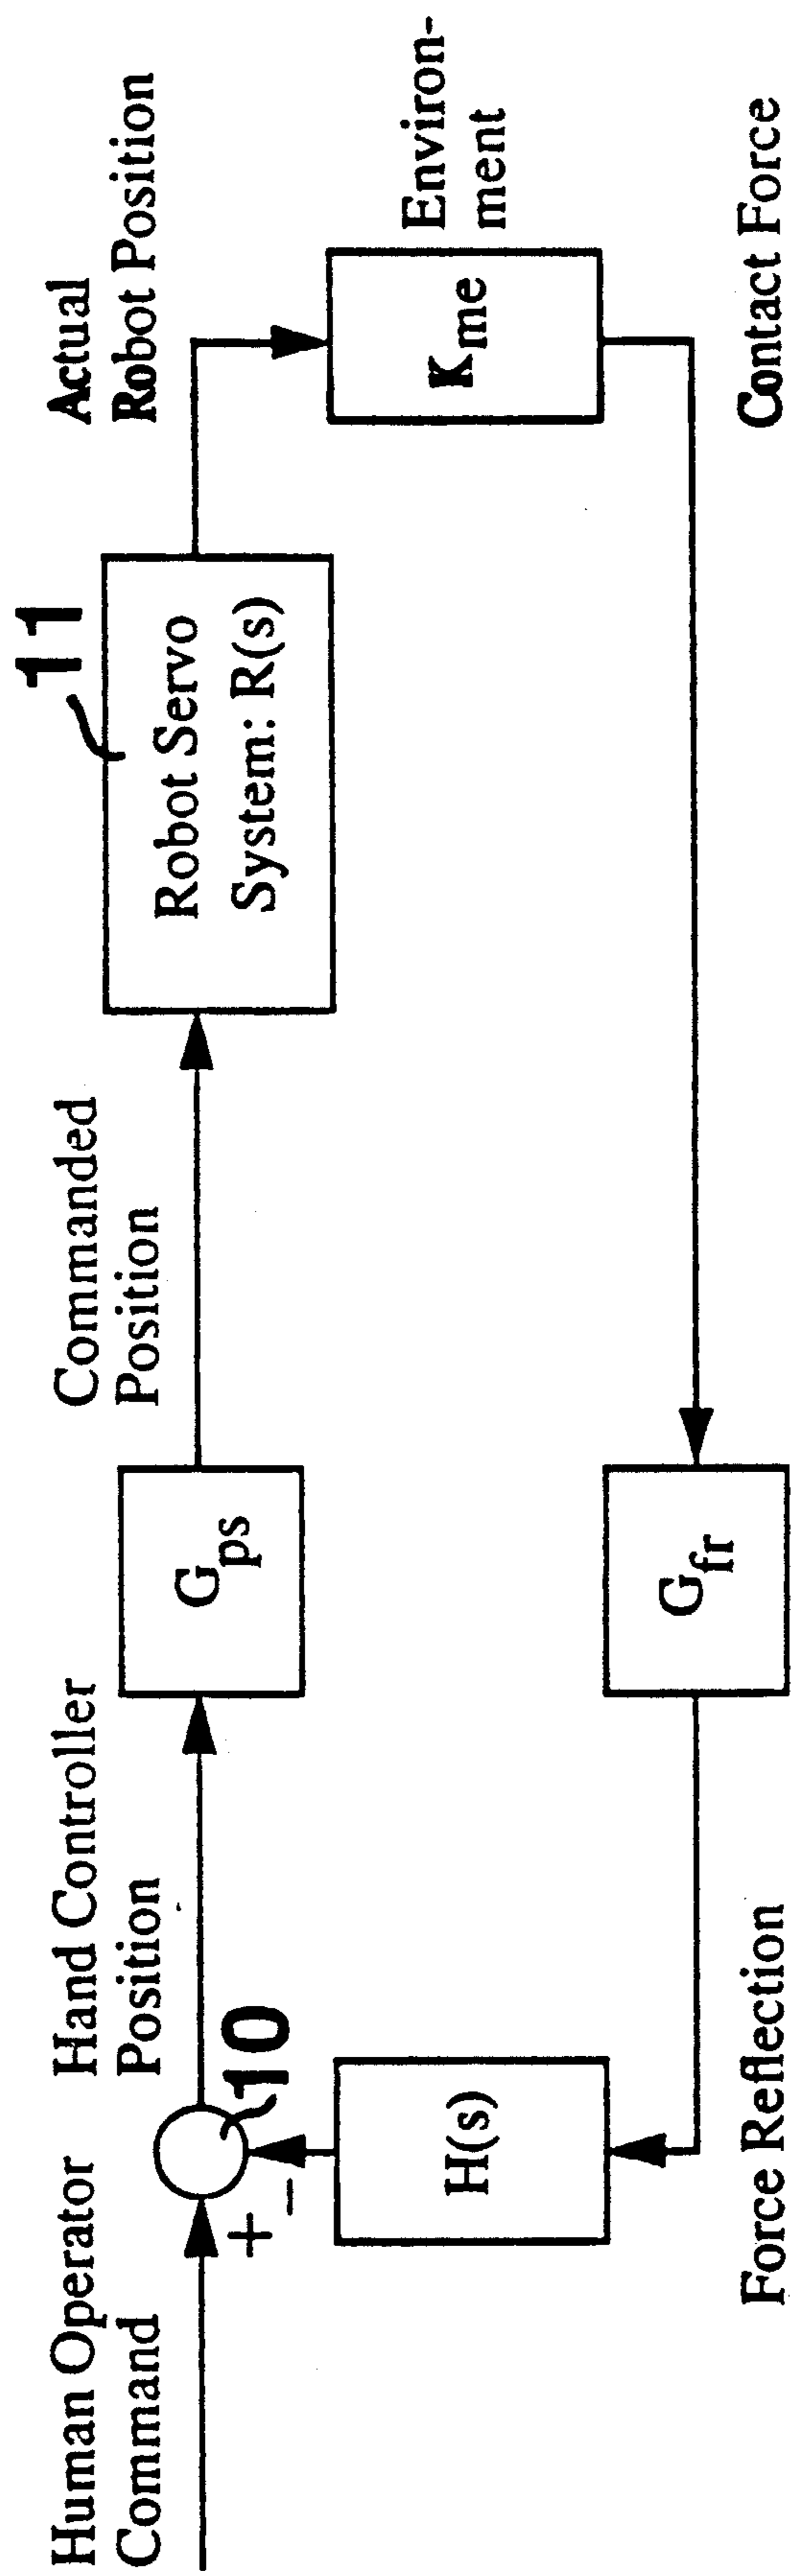 Human Operator
Command
Hand Controller
Position
Commanded
Position
Actual
Robot Position
11
10
+
−
G_ps
Robot Servo
System: R(s)
K_me
Environ-
ment
H(s)
G_fr
Force Reflection
Contact Force